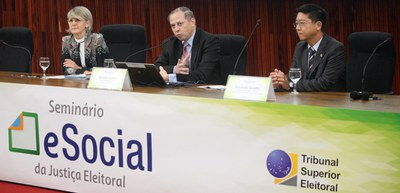 Seminário
eSocial
da Justiça Eleitoral
Tribunal
Superior
Eleitoral